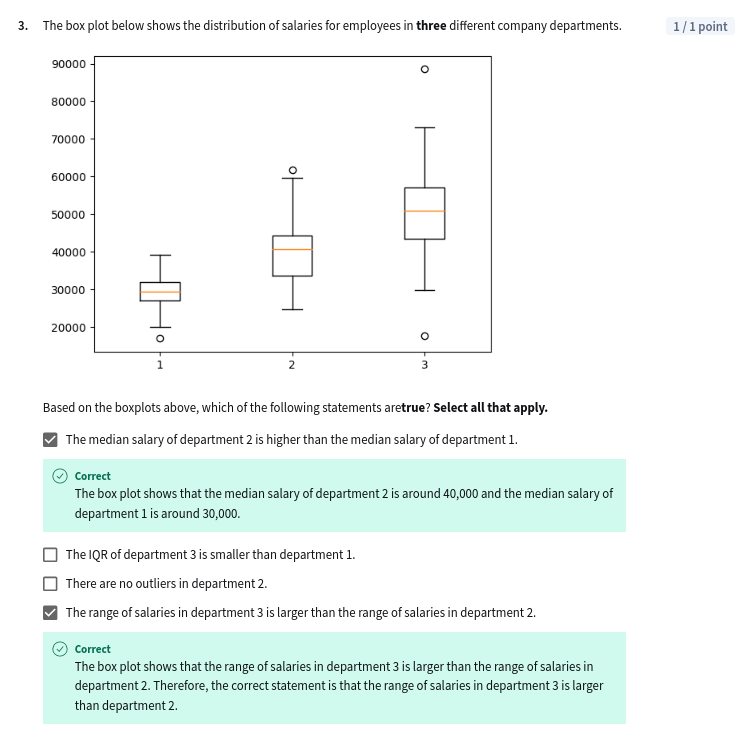 3. The box plot below shows the distribution of salaries for employees in three different company departments.
1 / 1 point
90000
80000
70000
60000
50000
40000
30000
20000
1 2 3
Based on the boxplots above, which of the following statements aretrue? Select all that apply.
The median salary of department 2 is higher than the median salary of department 1.
Correct
The box plot shows that the median salary of department 2 is around 40,000 and the median salary of
department 1 is around 30,000.
The IQR of department 3 is smaller than department 1.
There are no outliers in department 2.
The range of salaries in department 3 is larger than the range of salaries in department 2.
Correct
The box plot shows that the range of salaries in department 3 is larger than the range of salaries in
department 2. Therefore, the correct statement is that the range of salaries in department 3 is larger
than department 2.